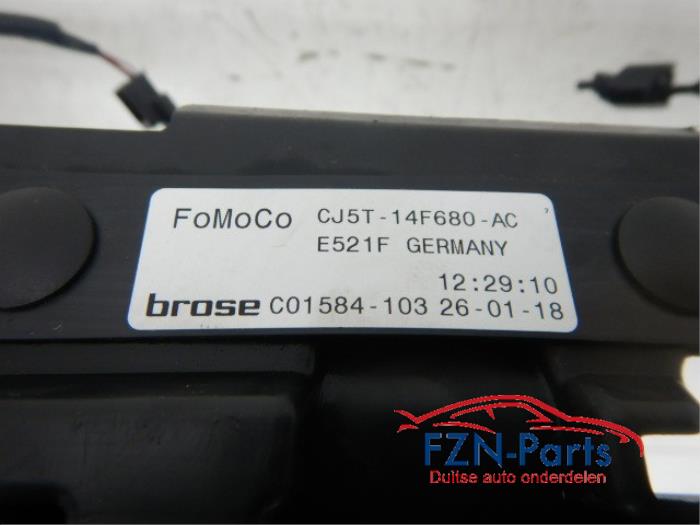 FoMoCo CJ5T-14F680-AC
E521F GERMANY
12:29:10
brose C01584-103 26-01-18
FZN-Parts
Duitse auto onderdelen